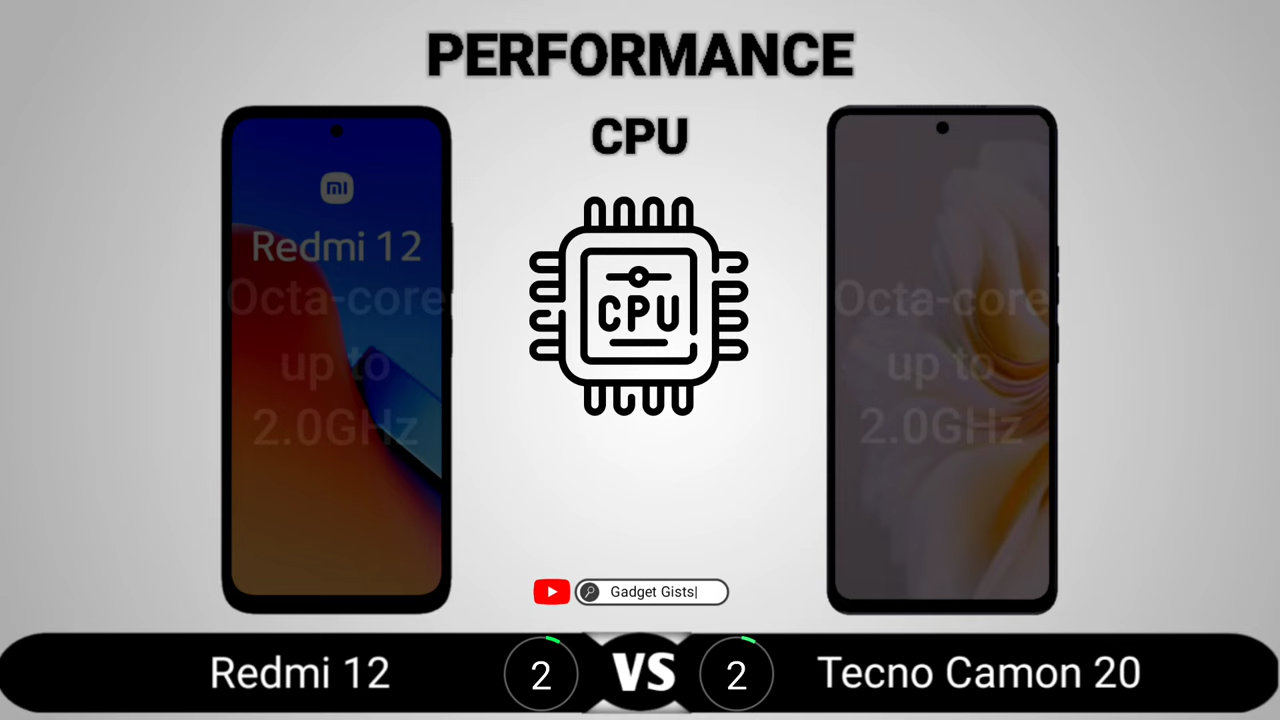 PERFORMANCE
CPU
mi
Redmi 12
Octa-core
up to
2.0GHz
CPU
Octa-core
up to
2.0GHz
Gadget Gists|
Redmi 12
2
VS
2
Tecno Camon 20